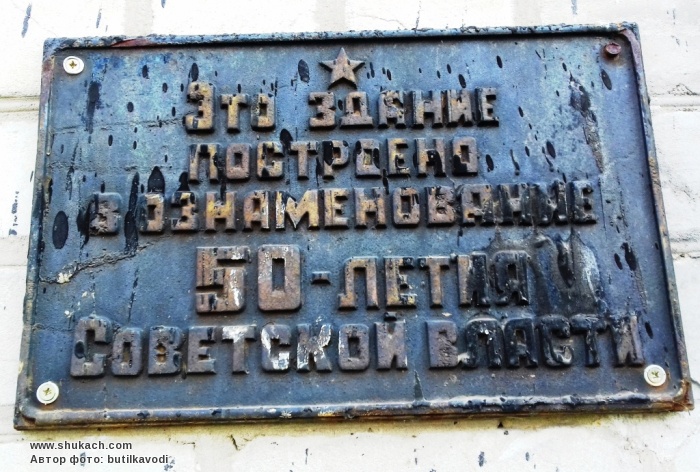 Это здание
построено
в ознаменование
50-летия
Советской власти
www.shukach.com
Автор фото: butilkavodi